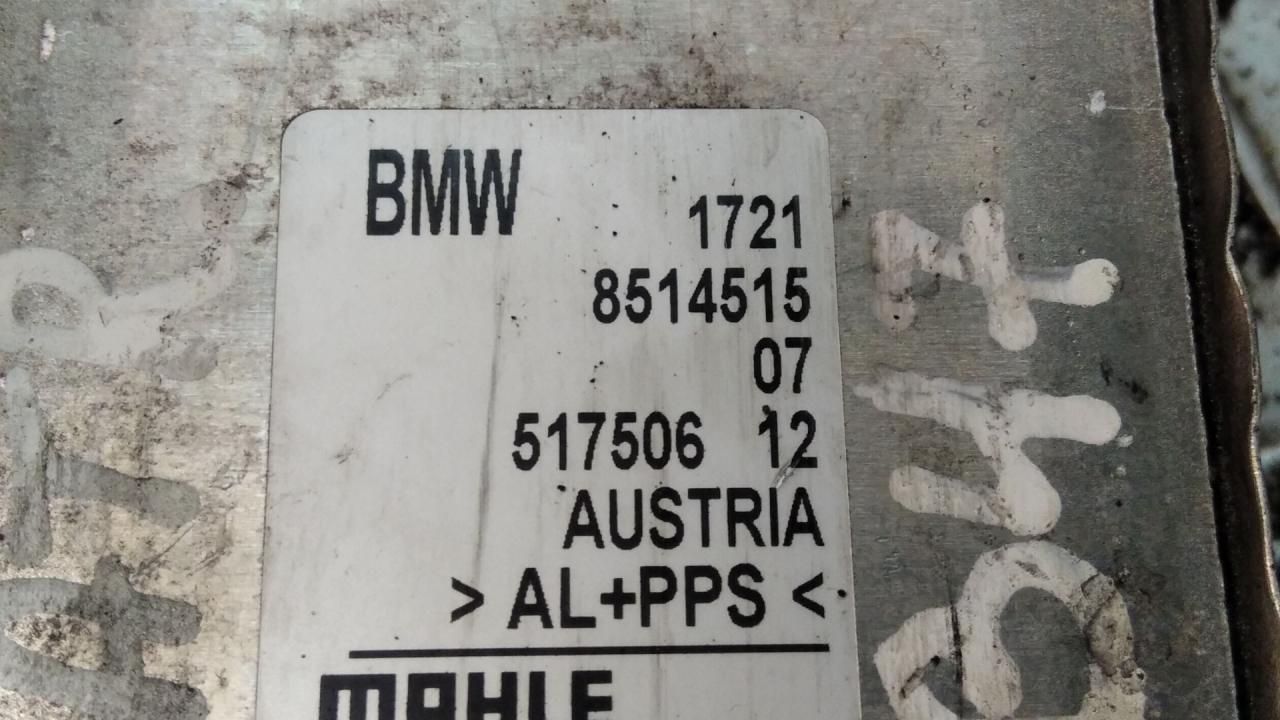 BMW
1721
8514515
07
517506 12
AUSTRIA
> AL+PPS <
MAHLE